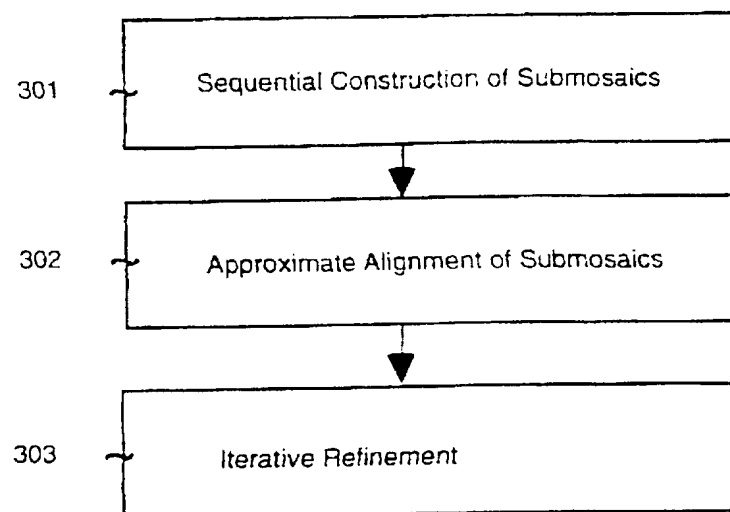 301
Sequential Construction of Submosaics
302
Approximate Alignment of Submosaics
303
Iterative Refinement